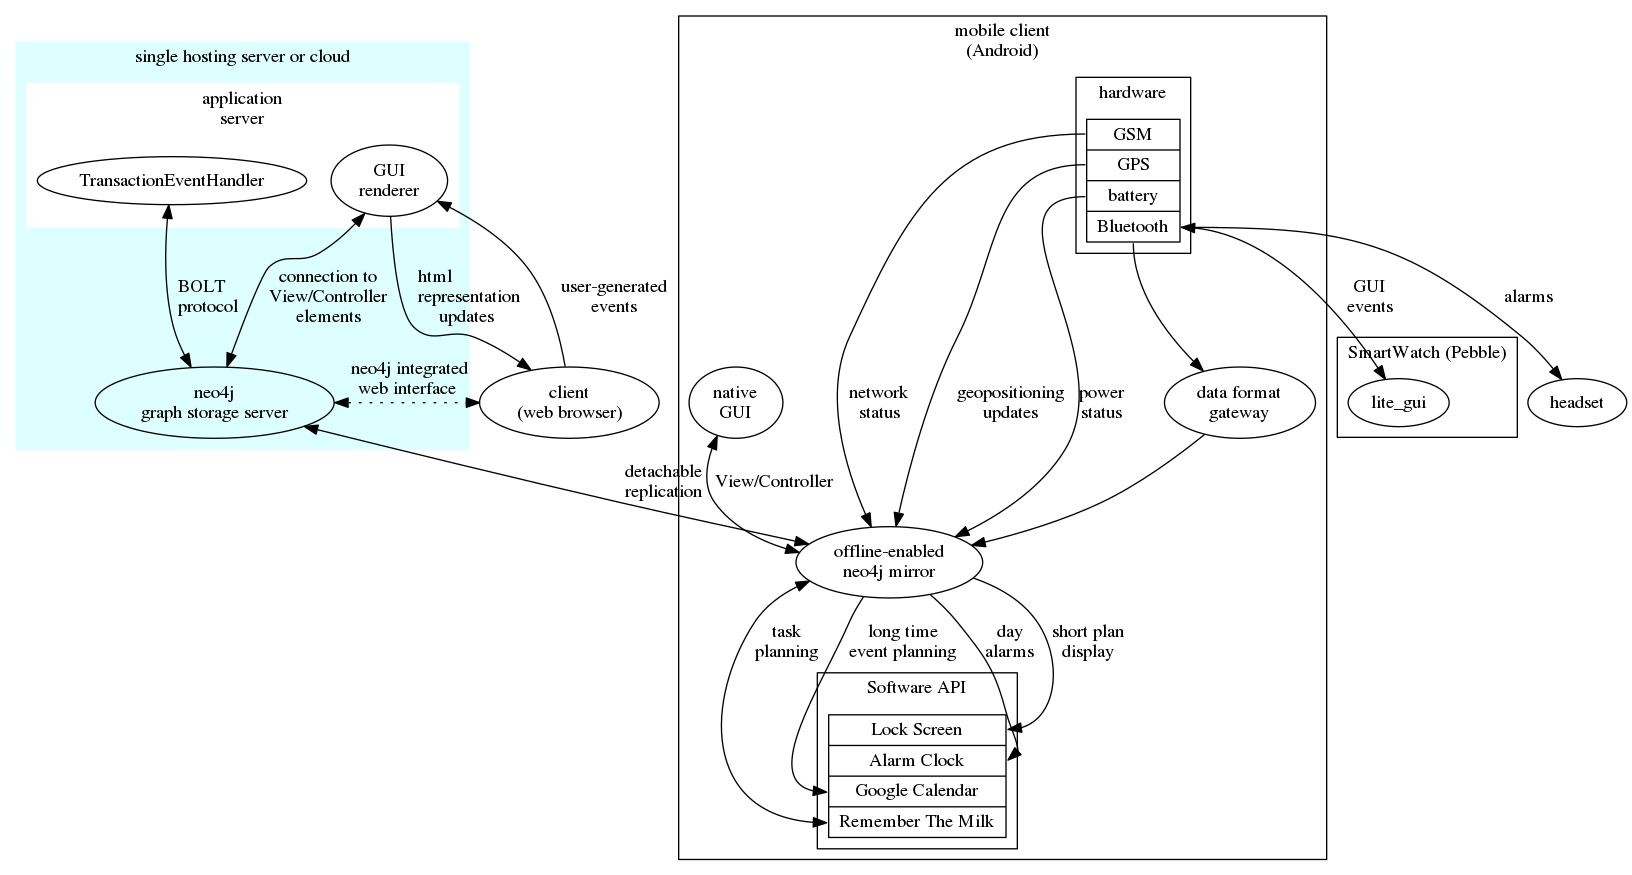 mobile client
(Android)
single hosting server or cloud
application
server
hardware
GSM
GPS
battery
Bluetooth
TransactionEventHandler
GUI
renderer
BOLT
protocol
connection to
View/Controller
elements
html
representation
updates
user-generated
events
GUI
events
alarms
SmartWatch (Pebble)
lite_gui
headset
neo4j
graph storage server
neo4j integrated
web interface
client
(web browser)
native
GUI
network
status
geopositioning
updates
power
status
data format
gateway
detachable
replication
View/Controller
offline-enabled
neo4j mirror
task
planning
long time
event planning
day
alarms
short plan
display
Software API
Lock Screen
Alarm Clock
Google Calendar
Remember The Milk